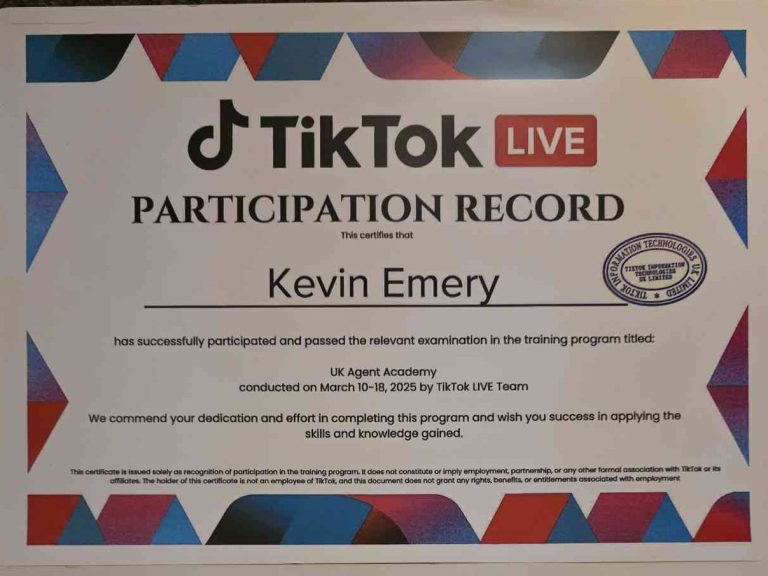 TikTok LIVE
PARTICIPATION RECORD
This certifies that
Kevin Emery
TIKTOK INFORMATION TECHNOLOGIES UK LIMITED
TIKTOK INFORMATION
TECHNOLOGIES
UK LIMITED
has successfully participated and passed the relevant examination in the training program titled:
UK Agent Academy
conducted on March 10-18, 2025 by TikTok LIVE Team
We commend your dedication and effort in completing this program and wish you success in applying the
skills and knowledge gained.
This certificate is issued solely as recognition of participation in the training program. It does not constitute or imply employment, partnership, or any other formal association with TikTok or its
affiliates. The holder of this certificate is not an employee of TikTok, and this document does not grant any rights, benefits, or entitlements associated with employment